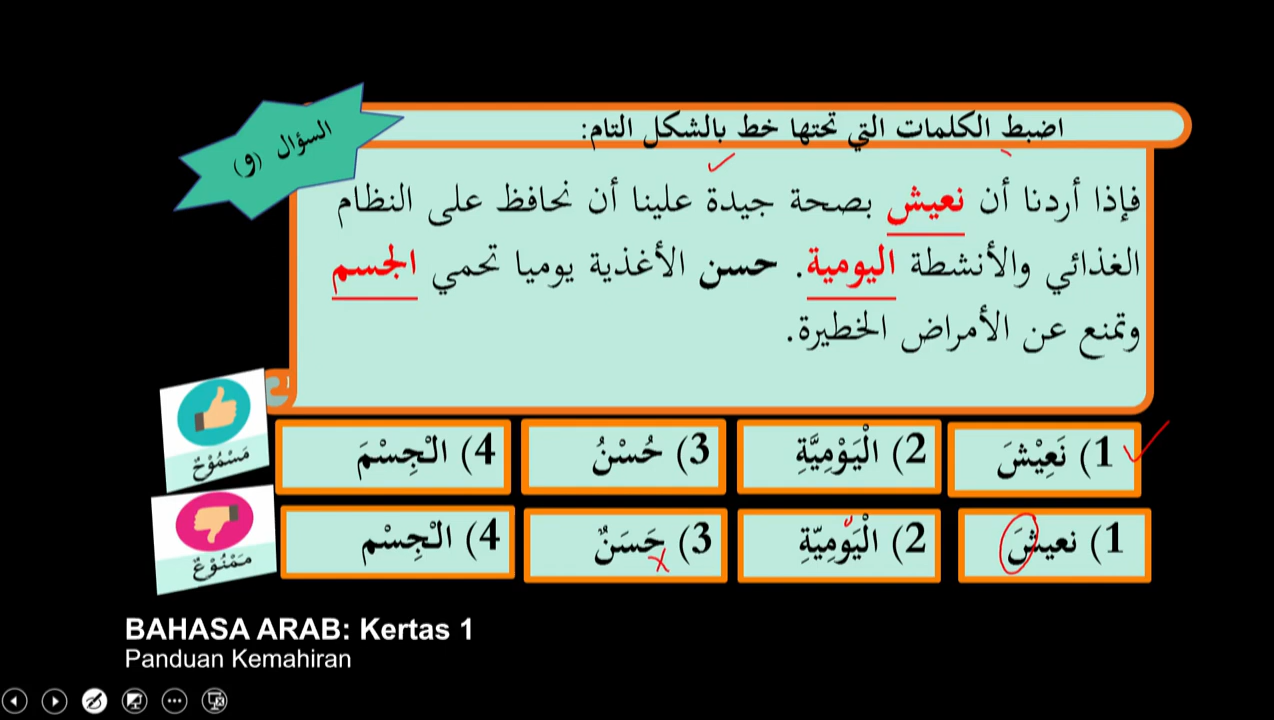 السؤال (و)
اضبط الكلمات التي تحتها خط بالشكل التام:
فإذا أردنا أن نعيش بصحة جيدة علينا أن نحافظ على النظام
الغذائي والأنشطة اليومية. حسن الأغذية يوميا تحمي الجسم
وتمنع عن الأمراض الخطيرة.
مَسْمُوْحٌ
1) نَعِيْشَ
2) الْيَوْمِيَّةِ
3) حُسْنُ
4) الْجِسْمَ
مَمْنُوْعٌ
1) نعيشَ
2) الْيَوﻣِيّةِ
3) حَسَنٌ
4) الْجِسْم
BAHASA ARAB: Kertas 1
Panduan Kemahiran